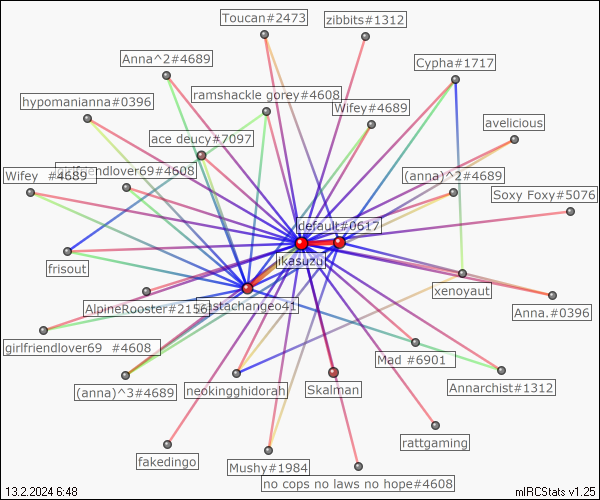 Toucan#2473
zibbits#1312
Anna^2#4689
Cypha#1717
hypomanianna#0396
ramshackle gorey#4608
Wifey#4689
avelicious
ace deucy#7097
Wifey #4689
girlfriendlover69#4608
(anna)^2#4689
Soxy Foxy#5076
default#0617
ikasuzu
frisout
xenoyaut
AlpineRooster#2156
stachangeo41
Anna.#0396
girlfriendlover69 #4608
Mad #6901
(anna)^3#4689
neokingghidorah
Skalman
Annarchist#1312
rattgaming
fakedingo
Mushy#1984
no cops no laws no hope#4608
13.2.2024 6:48
mIRCStats v1.25